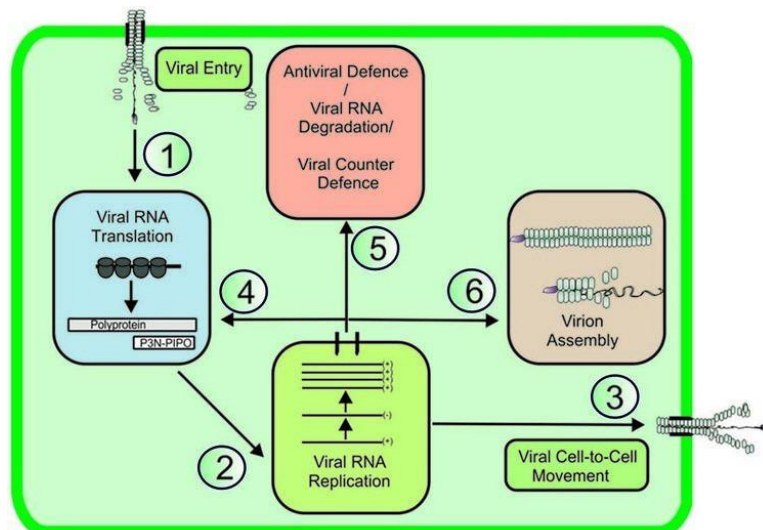 Viral Entry
1
Antiviral Defence
/
Viral RNA
Degradation/
Viral Counter
Defence
Viral RNA
Translation
Polyprotein
P3N-PIPO
5
4
6
Virion
Assembly
2
(+)
(+)
(+)
(+)
(-)
(+)
Viral RNA
Replication
3
Viral Cell-to-Cell
Movement